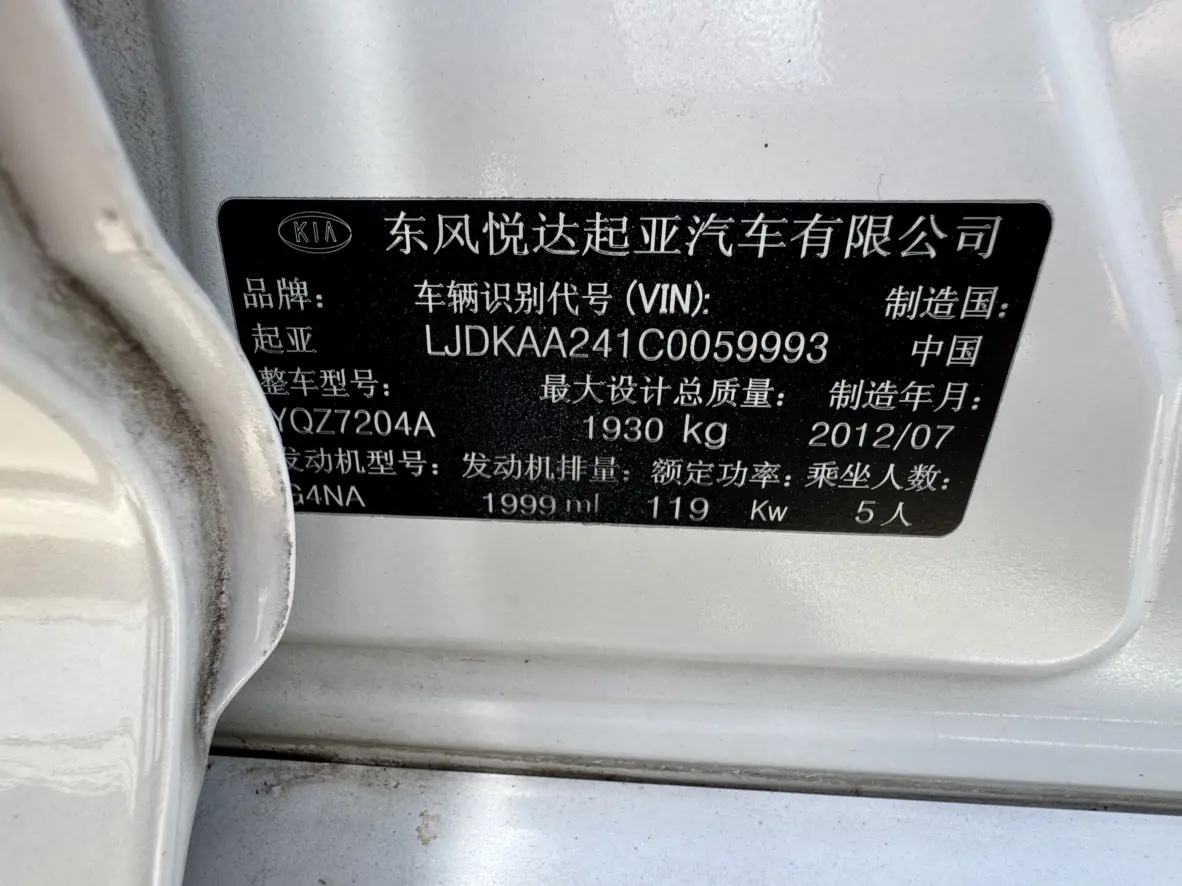 KIA 东风悦达起亚汽车有限公司
品牌: 车辆识别代号 (VIN): 制造国:
起亚 LJDKAA241C0059993 中国
整车型号: 最大设计总质量: 制造年月:
YQZ7204A 1930 kg 2012/07
发动机型号: 发动机排量: 额定功率: 乘坐人数:
G4NA 1999 ml 119 Kw 5人